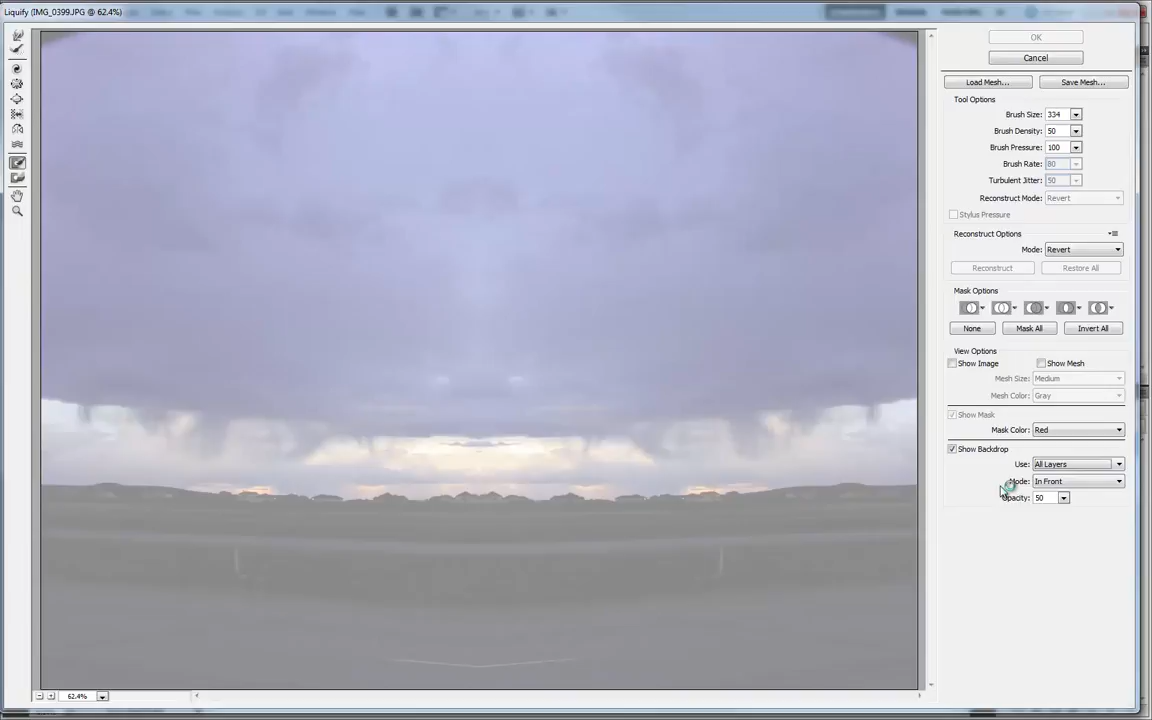 Liquify (IMG_0399.JPG @ 62.4%)
OK
Cancel
Load Mesh...
Save Mesh...
Tool Options
Brush Size: 334
Brush Density: 50
Brush Pressure: 100
Brush Rate: 80
Turbulent Jitter: 50
Reconstruct Mode: Revert
Stylus Pressure
Reconstruct Options
Mode: Revert
Reconstruct
Restore All
Mask Options
None
Mask All
Invert All
View Options
Show Image
Show Mesh
Mesh Size: Medium
Mesh Color: Gray
Show Mask
Mask Color: Red
Show Backdrop
Use: All Layers
Mode: In Front
Opacity: 50
62.4%